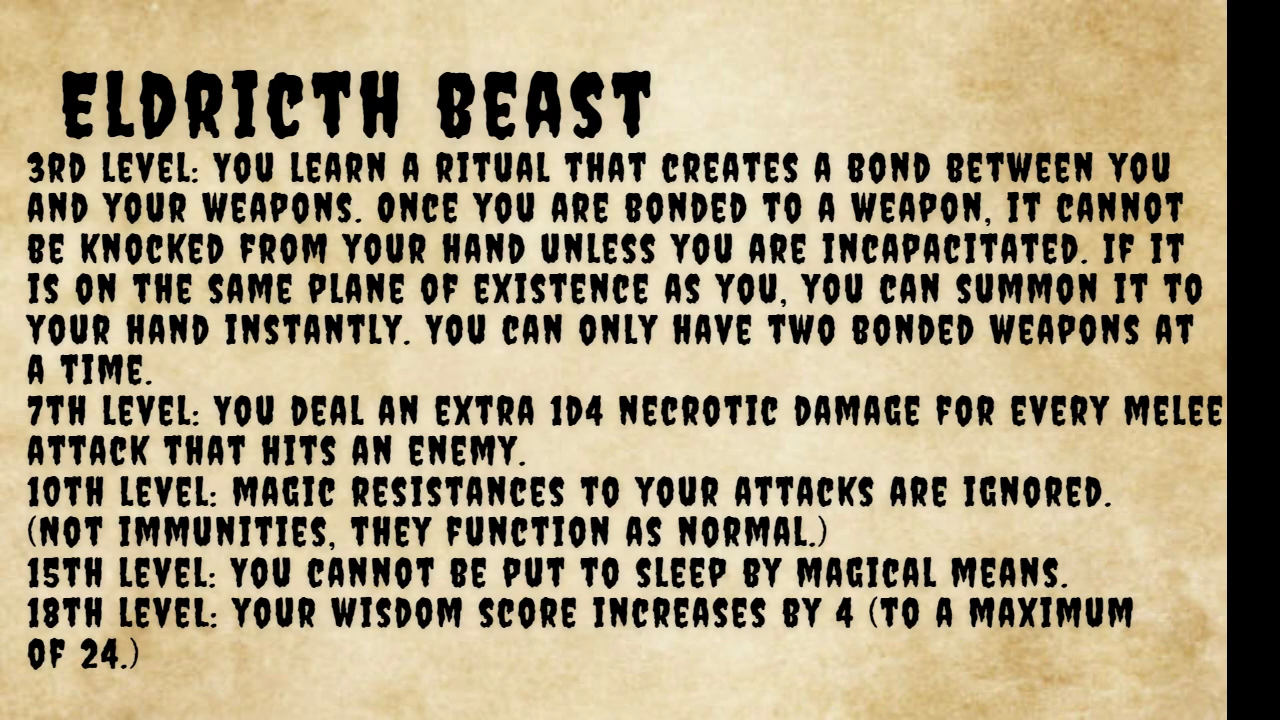 ELDRICTH BEAST
3RD LEVEL: YOU LEARN A RITUAL THAT CREATES A BOND BETWEEN YOU
AND YOUR WEAPONS. ONCE YOU ARE BONDED TO A WEAPON, IT CANNOT
BE KNOCKED FROM YOUR HAND UNLESS YOU ARE INCAPACITATED. IF IT
IS ON THE SAME PLANE OF EXISTENCE AS YOU, YOU CAN SUMMON IT TO
YOUR HAND INSTANTLY. YOU CAN ONLY HAVE TWO BONDED WEAPONS AT
A TIME.
7TH LEVEL: YOU DEAL AN EXTRA 1D4 NECROTIC DAMAGE FOR EVERY MELEE
ATTACK THAT HITS AN ENEMY.
10TH LEVEL: MAGIC RESISTANCES TO YOUR ATTACKS ARE IGNORED.
(NOT IMMUNITIES, THEY FUNCTION AS NORMAL.)
15TH LEVEL: YOU CANNOT BE PUT TO SLEEP BY MAGICAL MEANS.
18TH LEVEL: YOUR WISDOM SCORE INCREASES BY 4 (TO A MAXIMUM
OF 24.)